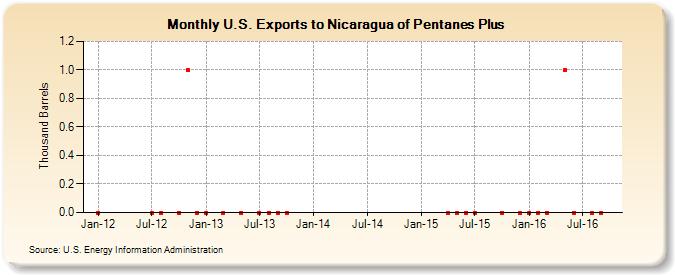 Monthly U.S. Exports to Nicaragua of Pentanes Plus
Thousand Barrels
1.2
1.0
0.8
0.6
0.4
0.2
0.0
Jan-12 Jul-12 Jan-13 Jul-13 Jan-14 Jul-14 Jan-15 Jul-15 Jan-16 Jul-16
Source: U.S. Energy Information Administration